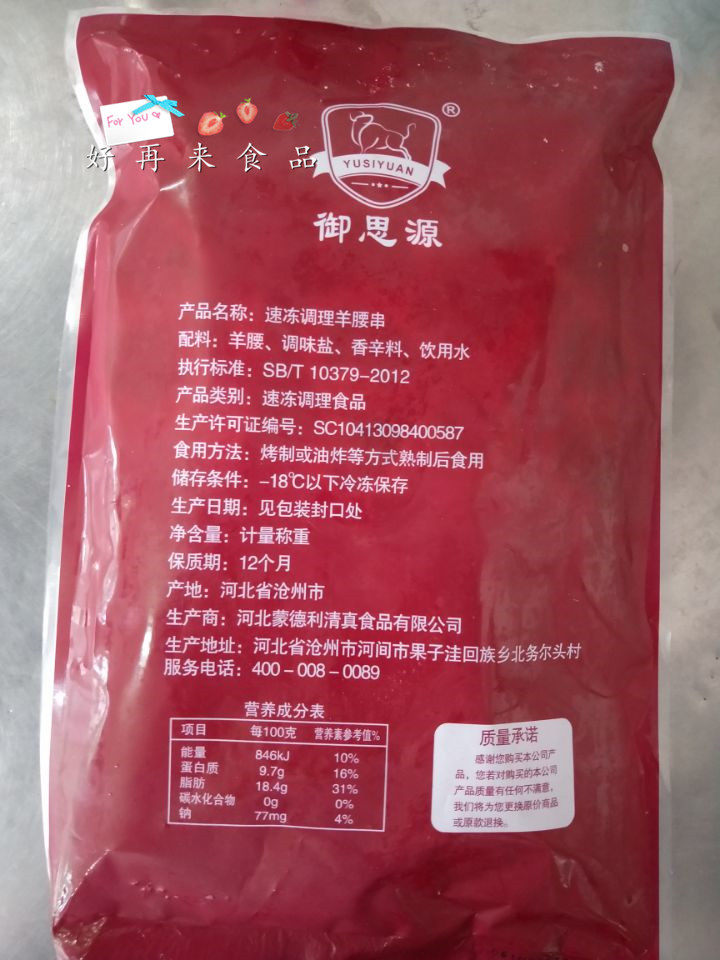 For You
好再来食品
®
YUSIYUAN
御思源
产品名称：速冻调理羊腰串
配料：羊腰、调味盐、香辛料、饮用水
执行标准：SB/T 10379-2012
产品类别：速冻调理食品
生产许可证编号：SC10413098400587
食用方法：烤制或油炸等方式熟制后食用
储存条件：-18℃以下冷冻保存
生产日期：见包装封口处
净含量：计量称重
保质期：12个月
产地：河北省沧州市
生产商：河北蒙德利清真食品有限公司
生产地址：河北省沧州市河间市果子洼回族乡北务尔头村
服务电话：400-008-0089
营养成分表
项目 每100克 营养素参考值%
能量 846kJ 10%
蛋白质 9.7g 16%
脂肪 18.4g 31%
碳水化合物 0g 0%
钠 77mg 4%
质量承诺
感谢您购买本公司产
品，您若对购买的本公司
产品质量有任何不满意，
我们将为您更换原价商品
或原款退换。